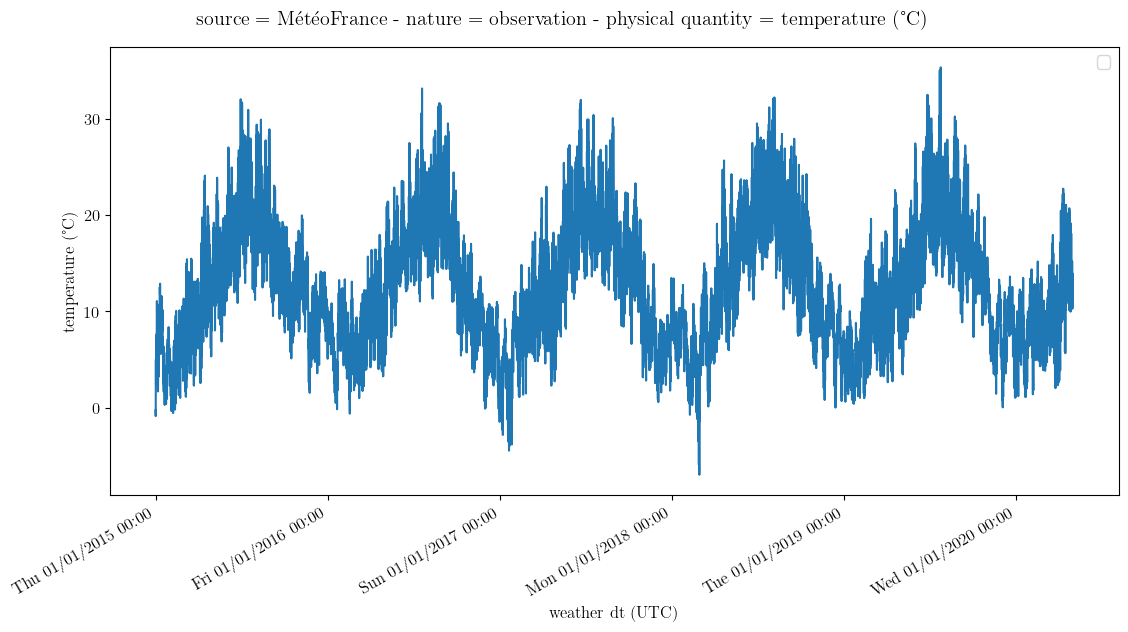 source = MétéoFrance - nature = observation - physical quantity = temperature (°C)
temperature (°C)
30
20
10
0
Thu 01/01/2015 00:00
Fri 01/01/2016 00:00
Sun 01/01/2017 00:00
Mon 01/01/2018 00:00
Tue 01/01/2019 00:00
Wed 01/01/2020 00:00
weather dt (UTC)